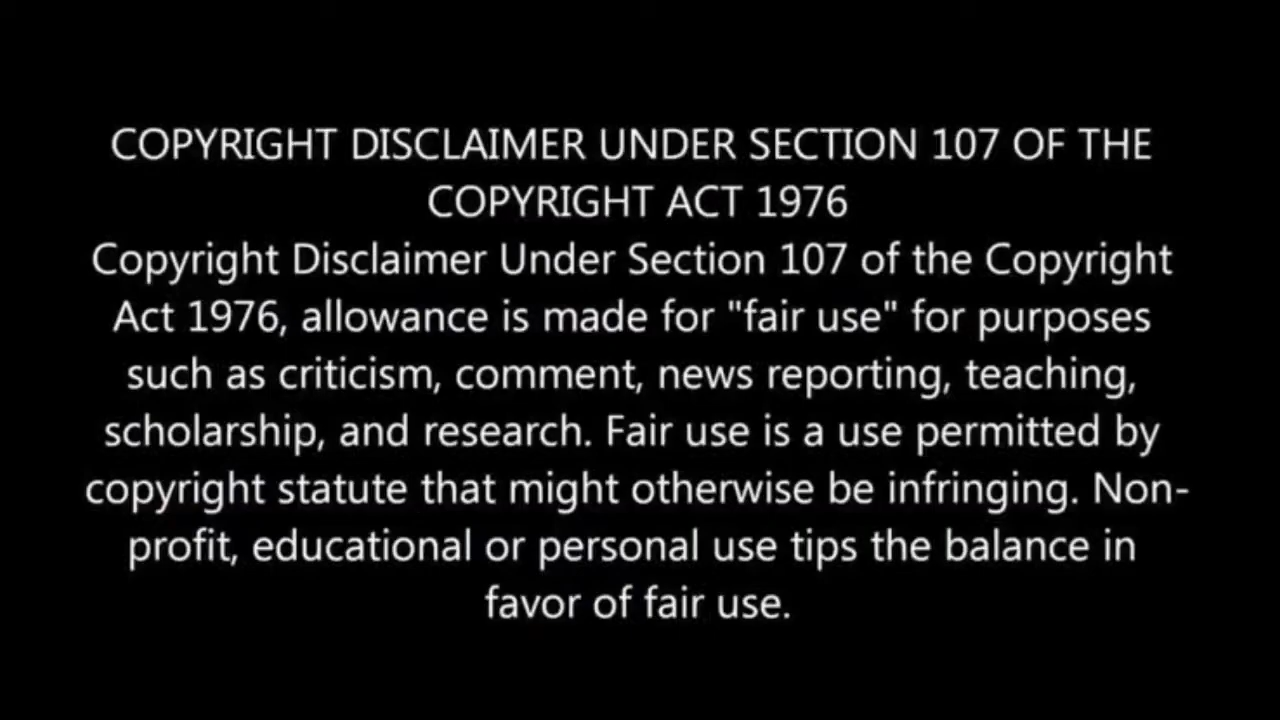 COPYRIGHT DISCLAIMER UNDER SECTION 107 OF THE
COPYRIGHT ACT 1976
Copyright Disclaimer Under Section 107 of the Copyright
Act 1976, allowance is made for "fair use" for purposes
such as criticism, comment, news reporting, teaching,
scholarship, and research. Fair use is a use permitted by
copyright statute that might otherwise be infringing. Non-
profit, educational or personal use tips the balance in
favor of fair use.